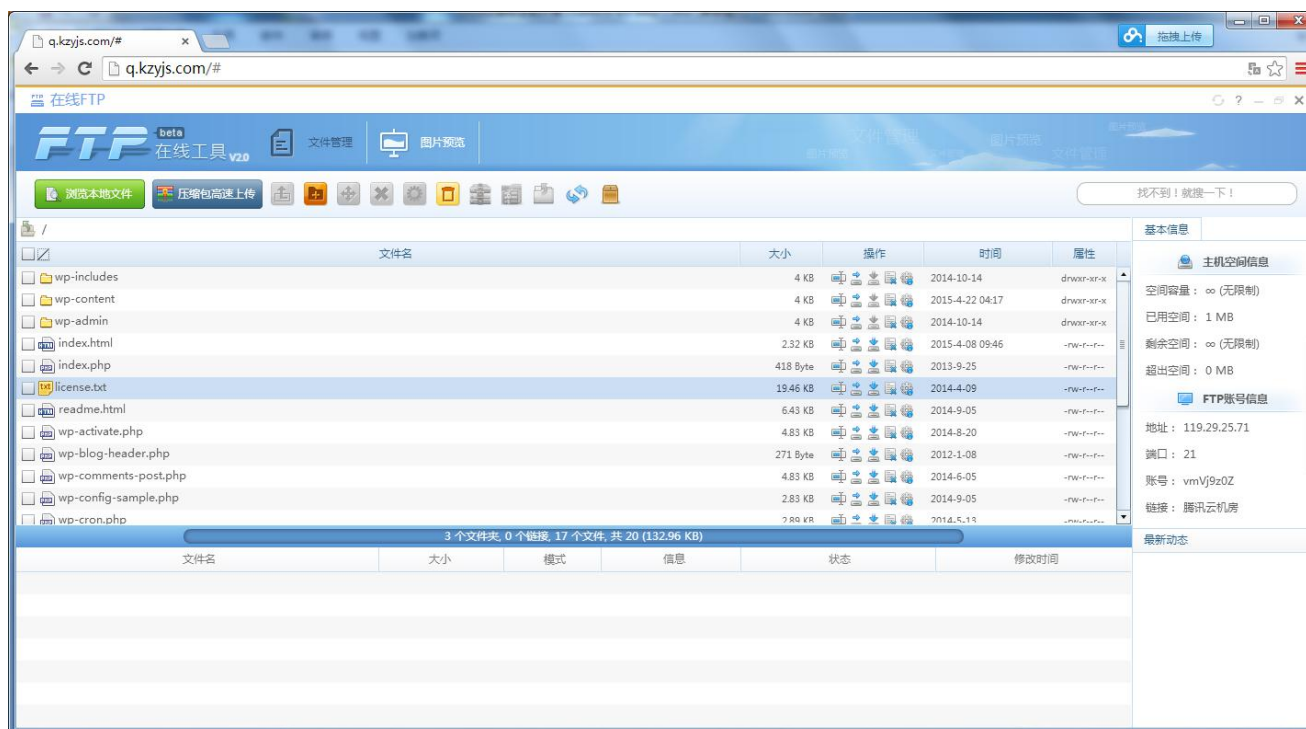 q.kzyjs.com/#
拖拽上传
q.kzyjs.com/#
在线FTP
FTP beta 在线工具 V2.0
文件管理
图片预览
浏览本地文件
压缩包高速上传
找不到！就搜一下！
/
基本信息
文件名 大小 操作 时间 属性
wp-includes 4 KB 2014-10-14 drwxr-xr-x
wp-content 4 KB 2015-4-22 04:17 drwxr-xr-x
wp-admin 4 KB 2014-10-14 drwxr-xr-x
index.html 2.32 KB 2015-4-08 09:46 -rw-r--r--
index.php 418 Byte 2013-9-25 -rw-r--r--
license.txt 19.46 KB 2014-4-09 -rw-r--r--
readme.html 6.43 KB 2014-9-05 -rw-r--r--
wp-activate.php 4.83 KB 2014-8-20 -rw-r--r--
wp-blog-header.php 271 Byte 2012-1-08 -rw-r--r--
wp-comments-post.php 4.83 KB 2014-6-05 -rw-r--r--
wp-config-sample.php 2.83 KB 2014-9-05 -rw-r--r--
wp-cron.php 2.89 KB 2014-5-13 -rw-r--r--
3 个文件夹, 0 个链接, 17 个文件, 共 20 (132.96 KB)
文件名 大小 模式 信息 状态 修改时间
主机空间信息
空间容量： ∞ (无限制)
已用空间： 1 MB
剩余空间： ∞ (无限制)
超出空间： 0 MB
FTP账号信息
地址： 119.29.25.71
端口： 21
账号： vmVj9z0Z
链接： 腾讯云机房
最新动态